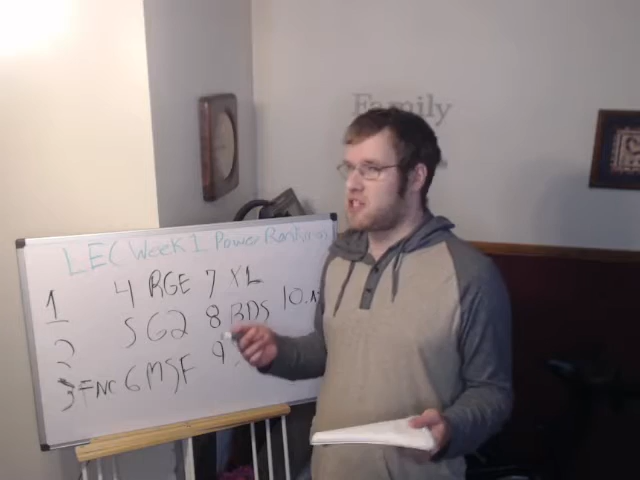 Family
LEC Week 1 Power Rankings
1 4 RGE 7 XL
2 5 G2 8 BDS 10.
3 FNC 6 MSF 9